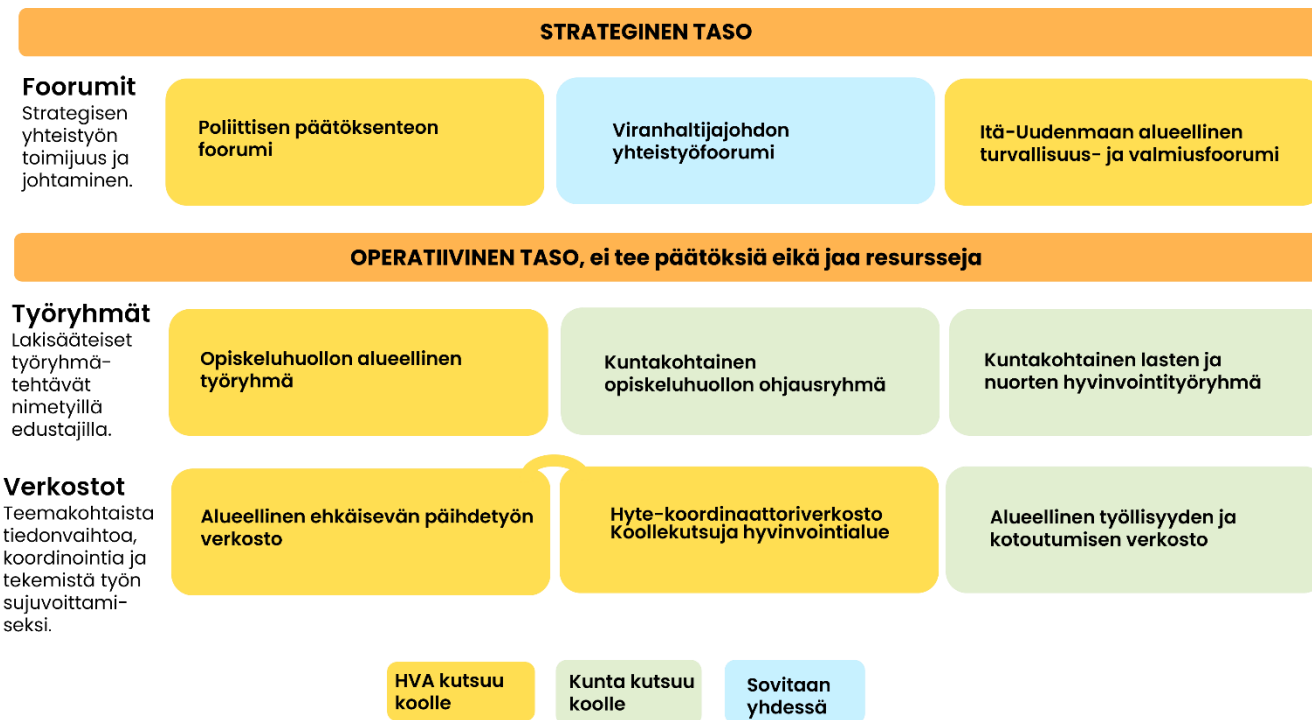 STRATEGINEN TASO
Foorumit
Strategisen
yhteistyön
toimijuus ja
johtaminen.
Poliittisen päätöksenteon
foorumi
Viranhaltijajohdon
yhteistyöfoorumi
Itä-Uudenmaan alueellinen
turvallisuus- ja valmiusfoorumi
OPERATIIVINEN TASO, ei tee päätöksiä eikä jaa resursseja
Työryhmät
Lakisääteiset
työryhmä-
tehtävät
nimetyillä
edustajilla.
Opiskeluhuollon alueellinen
työryhmä
Kuntakohtainen
opiskeluhuollon ohjausryhmä
Kuntakohtainen lasten ja
nuorten hyvinvointityöryhmä
Verkostot
Teemakohtaista
tiedonvaihtoa,
koordinointia ja
tekemistä työn
sujuvoittami-
seksi.
Alueellinen ehkäisevän päihdetyön
verkosto
Hyte-koordinaattoriverkosto
Koollekutsuja hyvinvointialue
Alueellinen työllisyyden ja
kotoutumisen verkosto
HVA kutsuu
koolle
Kunta kutsuu
koolle
Sovitaan
yhdessä